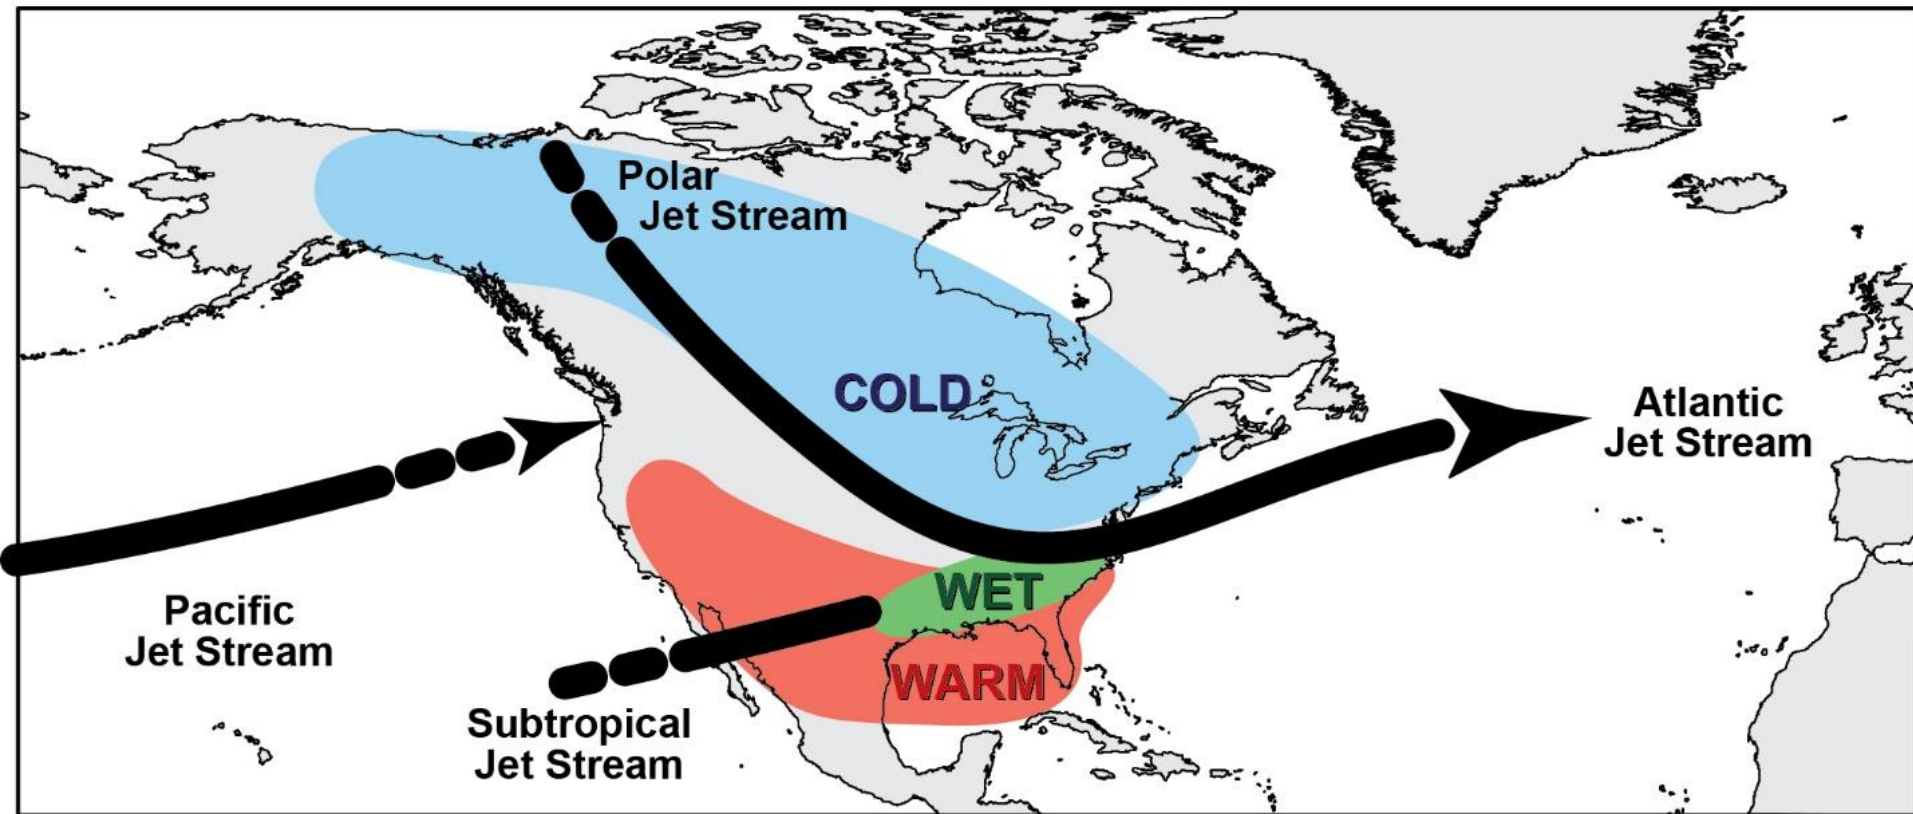 Polar
Jet Stream
COLD
Atlantic
Jet Stream
WET
Pacific
Jet Stream
WARM
Subtropical
Jet Stream